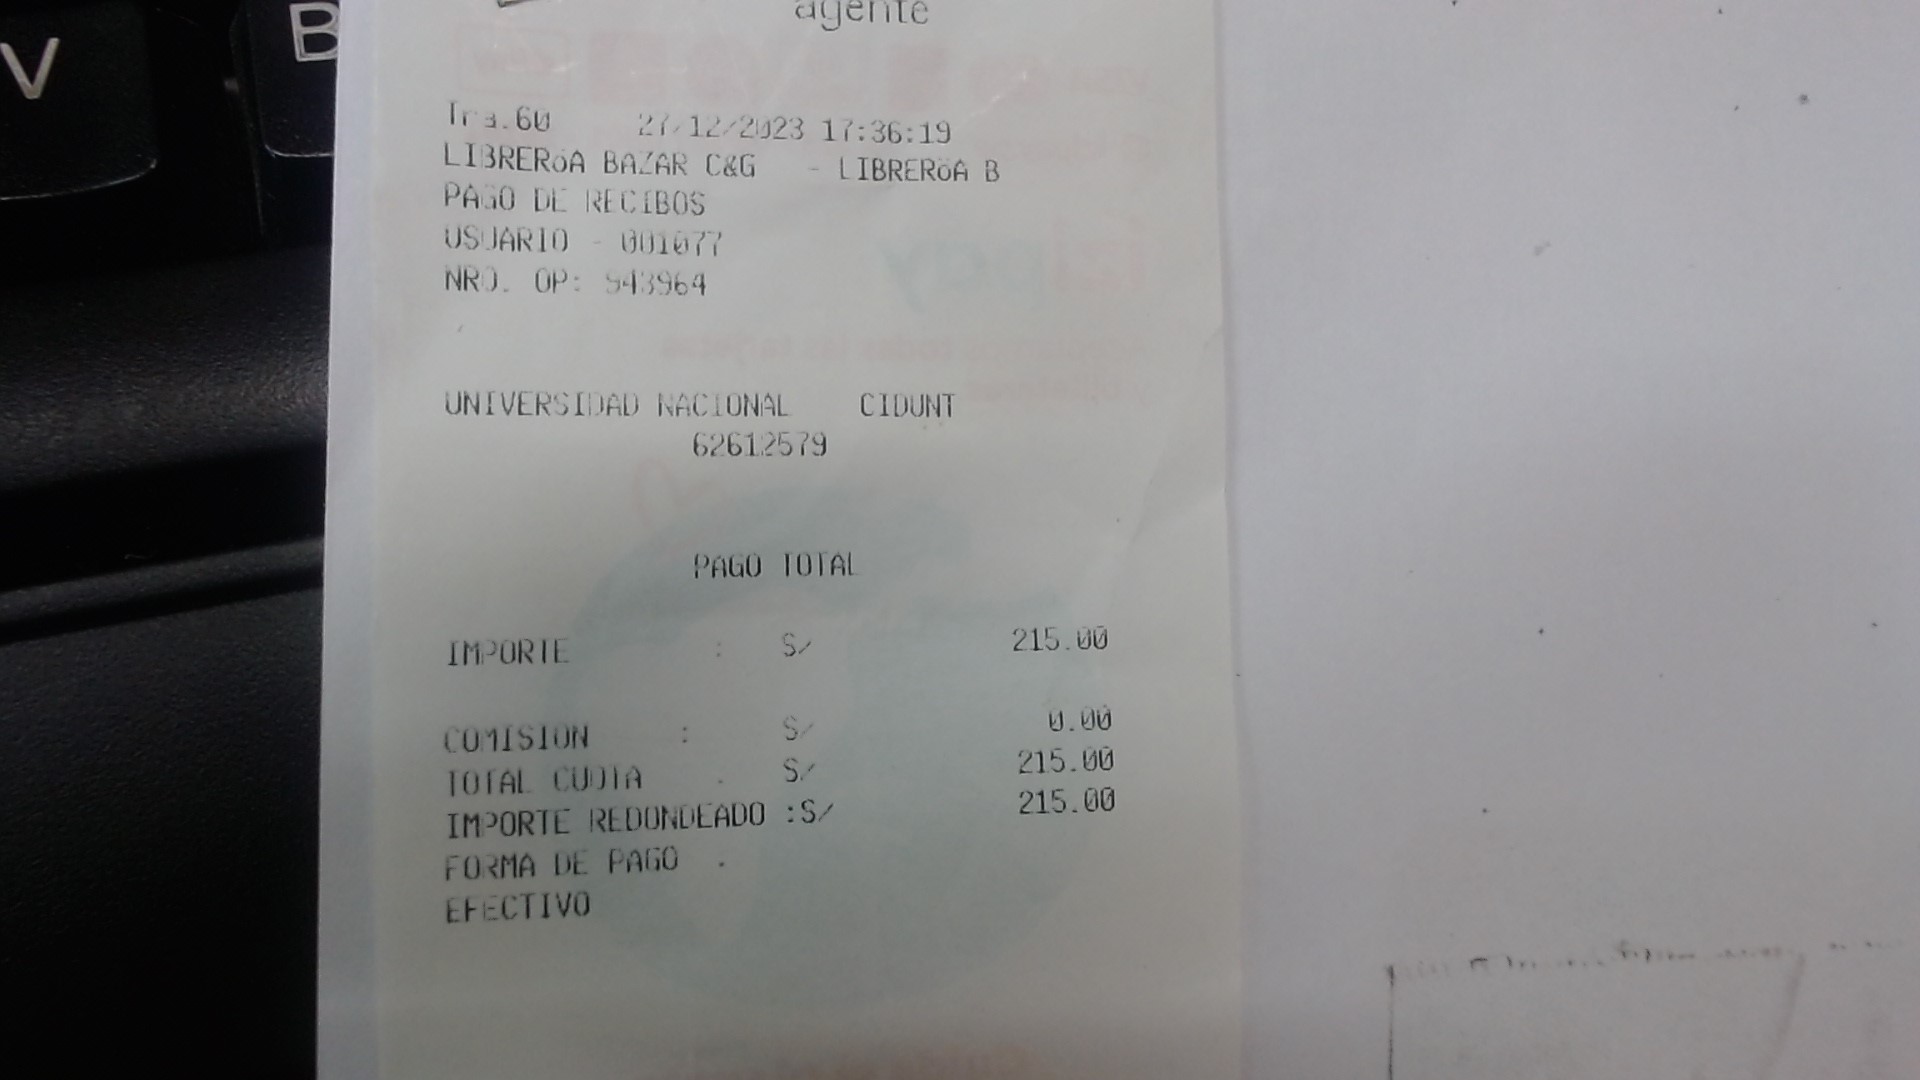 V
B
agente
Tra.60 27/12/2023 17:36:19
LIBRERöA BAZAR C&G - LIBRERöA B
PAGO DE RECIBOS
USUARIO - 001077
NRO. OP: 943964
UNIVERSIDAD NACIONAL CIDUNT
62612579
PAGO TOTAL
IMPORTE : S/ 215.00
COMISION : S/ 0.00
TOTAL CUOTA : S/ 215.00
IMPORTE REDONDEADO :S/ 215.00
FORMA DE PAGO :
EFECTIVO